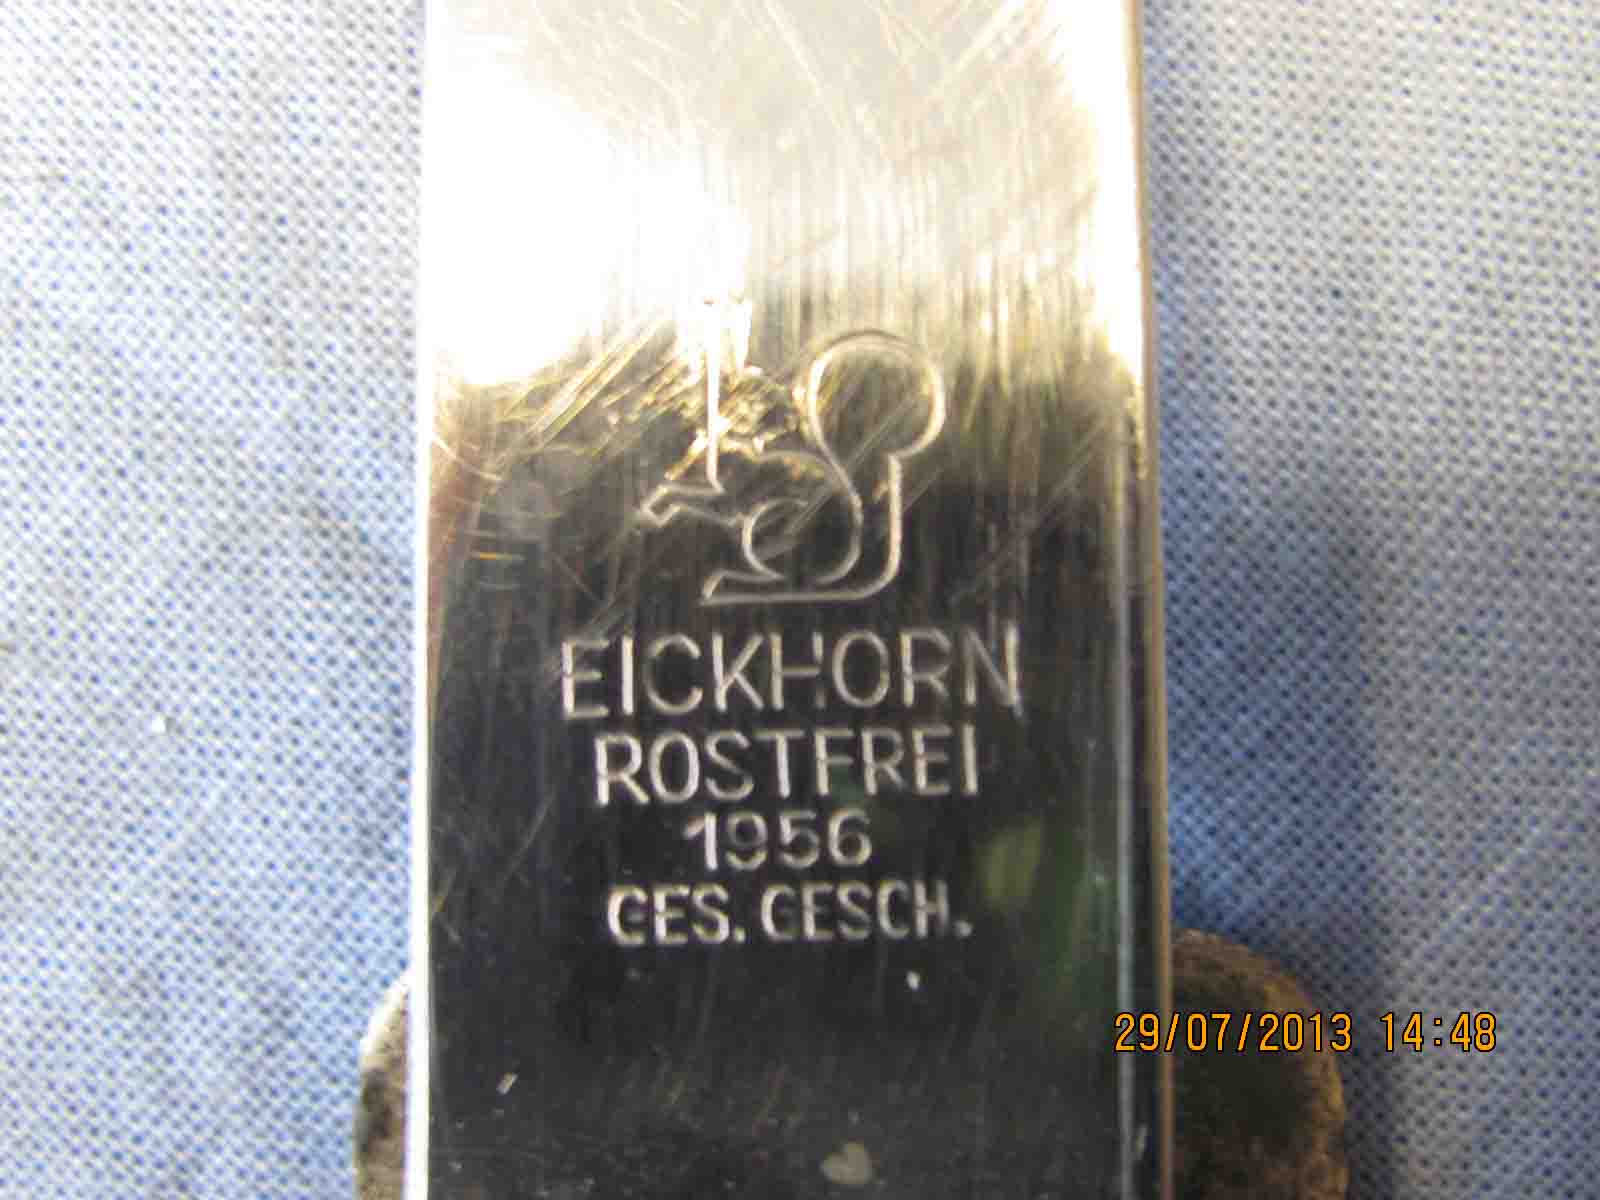 EICKHORN
ROSTFREI
1956
GES. GESCH.
29/07/2013 14:48